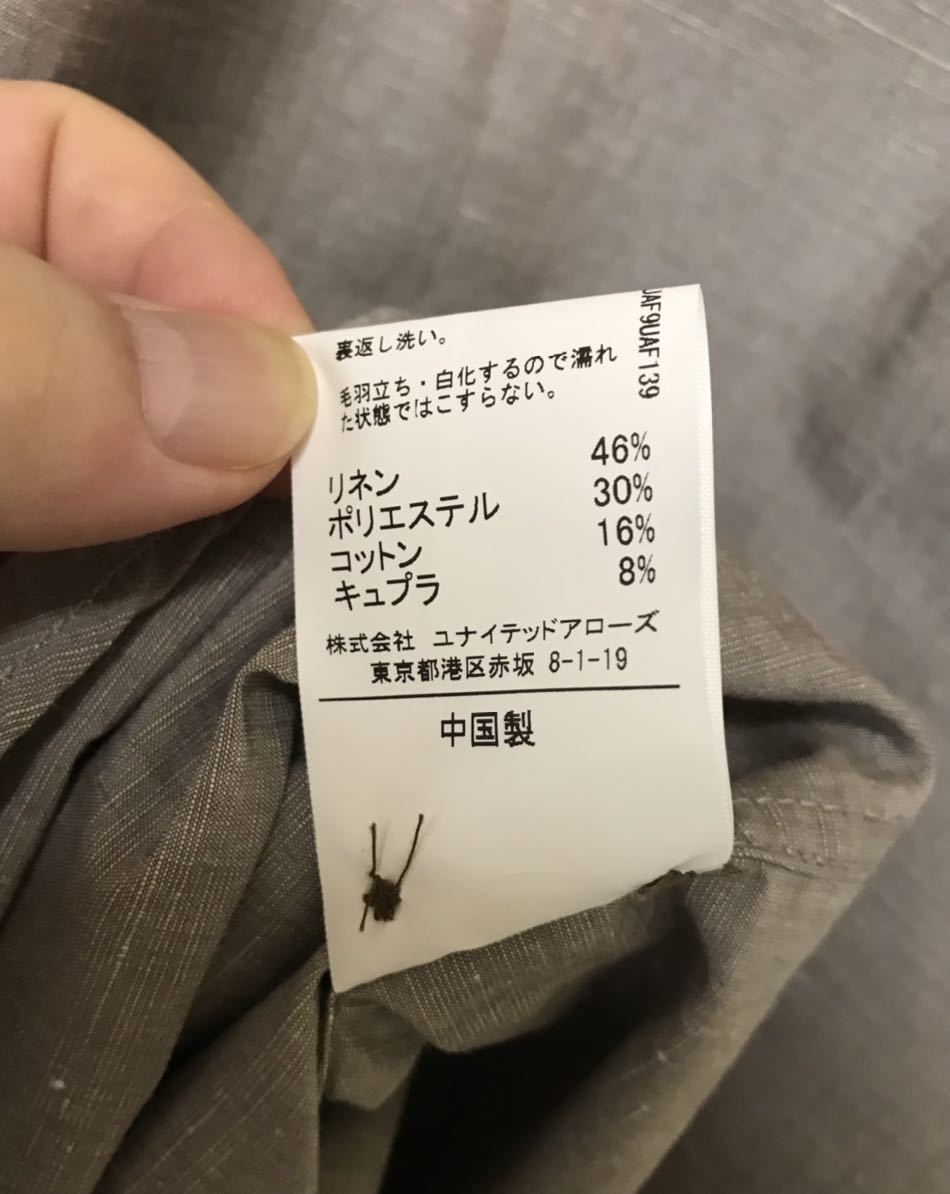 裏返し洗い。
毛羽立ち・白化するので濡れ
た状態ではこすらない。
リネン 46%
ポリエステル 30%
コットン 16%
キュプラ 8%
株式会社 ユナイテッドアローズ
東京都港区赤坂 8-1-19
中国製
UAF9UAF139